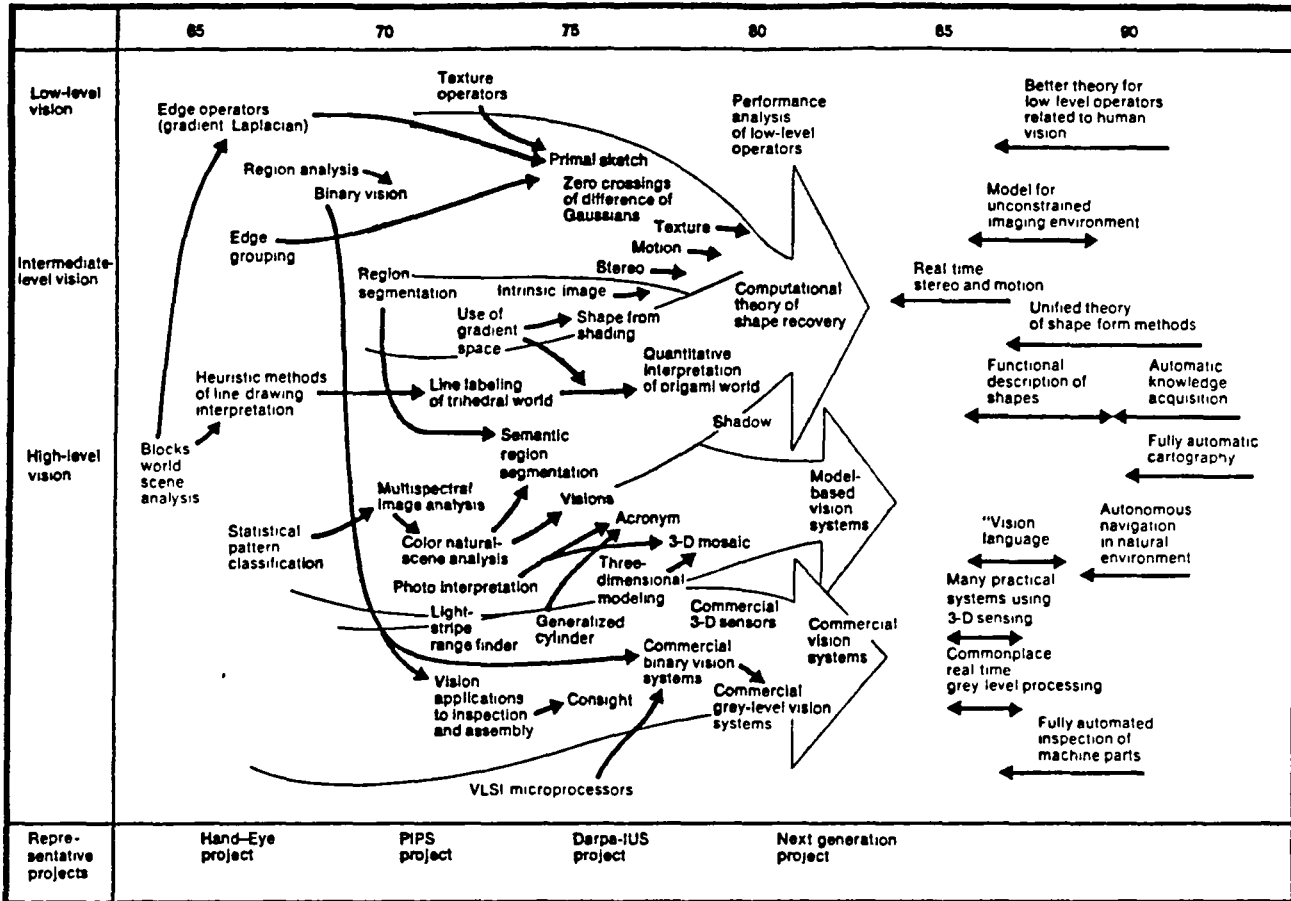 65 70 75 80 85 90
Low-level
vision
Edge operators
(gradient Laplacian)
Texture
operators
Performance
analysis
of low-level
operators
Better theory for
low level operators
related to human
vision
Region analysis
Binary vision
Primal sketch
Zero crossings
of difference of
Gaussians
Model for
unconstrained
imaging environment
Edge
grouping
Texture
Motion
Stereo
Intermediate-
level vision
Region
segmentation
Intrinsic image
Computational
theory of
shape recovery
Real time
stereo and motion
Use of
gradient
space
Shape from
shading
Unified theory
of shape form methods
Heuristic methods
of line drawing
interpretation
Line labeling
of trihedral world
Quantitative
interpretation
of origami world
Functional
description of
shapes
Automatic
knowledge
acquisition
Shadow
High-level
vision
Blocks
world
scene
analysis
Semantic
region
segmentation
Model-
based
vision
systems
Fully automatic
cartography
Multispectral
image analysis
Visions
Statistical
pattern
classification
Color natural-
scene analysis
Acronym
3-D mosaic
"Vision
language
Autonomous
navigation
in natural
environment
Photo interpretation
Three-
dimensional
modeling
Many practical
systems using
3-D sensing
Light-
stripe
range finder
Generalized
cylinder
Commercial
3-D sensors
Commercial
vision
systems
Commercial
binary vision
systems
Commonplace
real time
grey level processing
Vision
applications
to inspection
and assembly
Consight
Commercial
grey-level vision
systems
Fully automated
inspection of
machine parts
VLSI microprocessors
Repre-
sentative
projects
Hand–Eye
project
PIPS
project
Darpa-IUS
project
Next generation
project